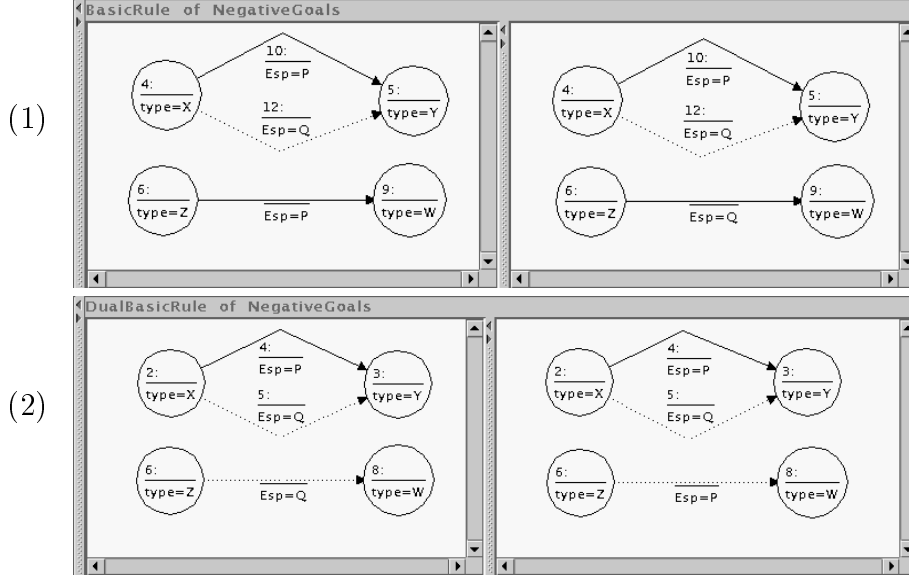 BasicRule of NegativeGoals
(1)
10:
Esp=P
4:
type=X
5:
type=Y
12:
Esp=Q
6:
type=Z
9:
type=W
Esp=P
10:
Esp=P
4:
type=X
5:
type=Y
12:
Esp=Q
6:
type=Z
9:
type=W
Esp=Q
DualBasicRule of NegativeGoals
(2)
4:
Esp=P
2:
type=X
3:
type=Y
5:
Esp=Q
6:
type=Z
8:
type=W
Esp=Q
4:
Esp=P
2:
type=X
3:
type=Y
5:
Esp=Q
6:
type=Z
8:
type=W
Esp=P